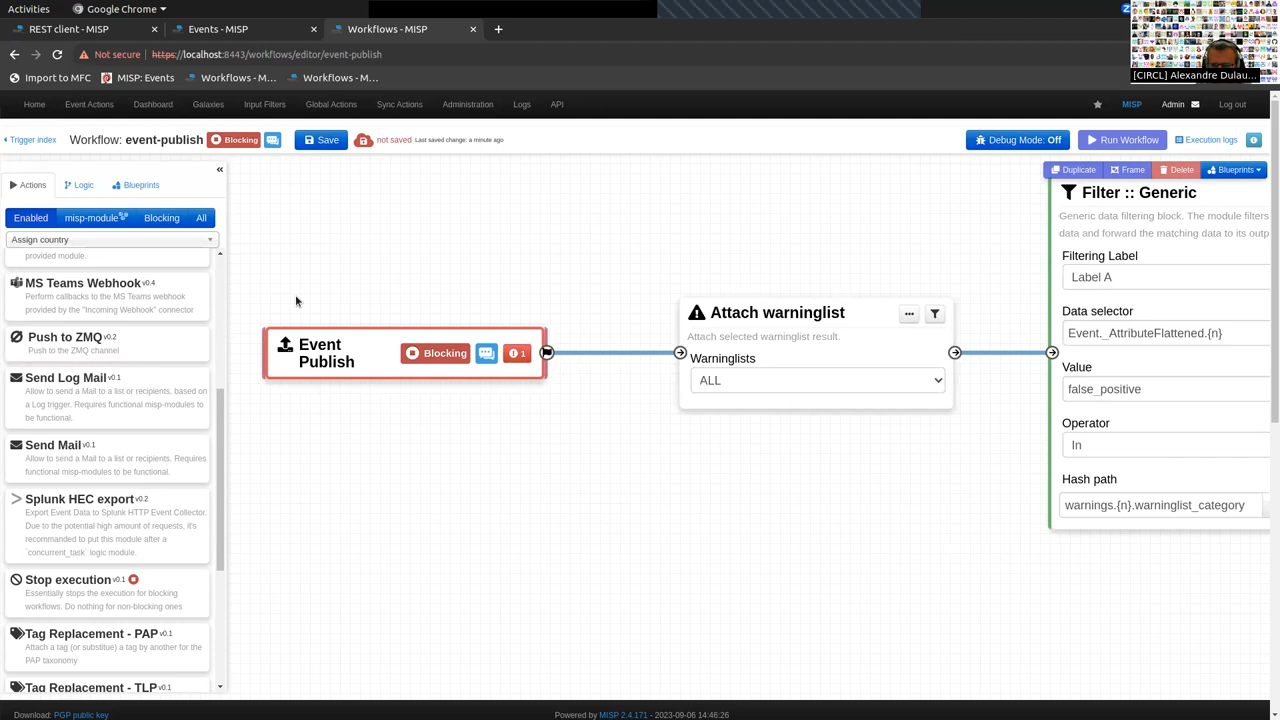 Activities
Google Chrome
REST client - MISP
Events - MISP
Workflows - MISP
Not secure
https://localhost:8443/workflows/editor/event-publish
Import to MFC
MISP: Events
Workflows - M...
Workflows - M...
[CIRCL] Alexandre Dulau...
Home
Event Actions
Dashboard
Galaxies
Input Filters
Global Actions
Sync Actions
Administration
Logs
API
MISP
Admin
Log out
Trigger index
Workflow: event-publish
Blocking
Save
not saved
Last saved change: a minute ago
Debug Mode: Off
Run Workflow
Execution logs
Actions
Logic
Blueprints
Enabled
misp-module
Blocking
All
Assign country
provided module.
MS Teams Webhook v0.4
Perform callbacks to the MS Teams webhook
provided by the "Incoming Webhook" connector
Push to ZMQ v0.2
Push to the ZMQ channel
Send Log Mail v0.1
Allow to send a Mail to a list or recipients, based on
a Log trigger. Requires functional misp-modules to
be functional.
Send Mail v0.1
Allow to send a Mail to a list or recipients. Requires
functional misp-modules to be functional.
Splunk HEC export v0.2
Export Event Data to Splunk HTTP Event Collector.
Due to the potential high amount of requests, it's
recommanded to put this module after a
`concurrent_task` logic module.
Stop execution v0.1
Essentially stops the execution for blocking
workflows. Do nothing for non-blocking ones
Tag Replacement - PAP v0.1
Attach a tag (or substitue) a tag by another for the
PAP taxonomy
Tag Replacement - TLP v0.1
Event
Publish
Blocking
1
Attach warninglist
Attach selected warninglist result.
Warninglists
ALL
Duplicate
Frame
Delete
Blueprints
Filter :: Generic
Generic data filtering block. The module filters
data and forward the matching data to its outp
Filtering Label
Label A
Data selector
Event._AttributeFlattened.{n}
Value
false_positive
Operator
In
Hash path
warnings.{n}.warninglist_category
Download: PGP public key
Powered by MISP 2.4.171 - 2023-09-06 14:46:26